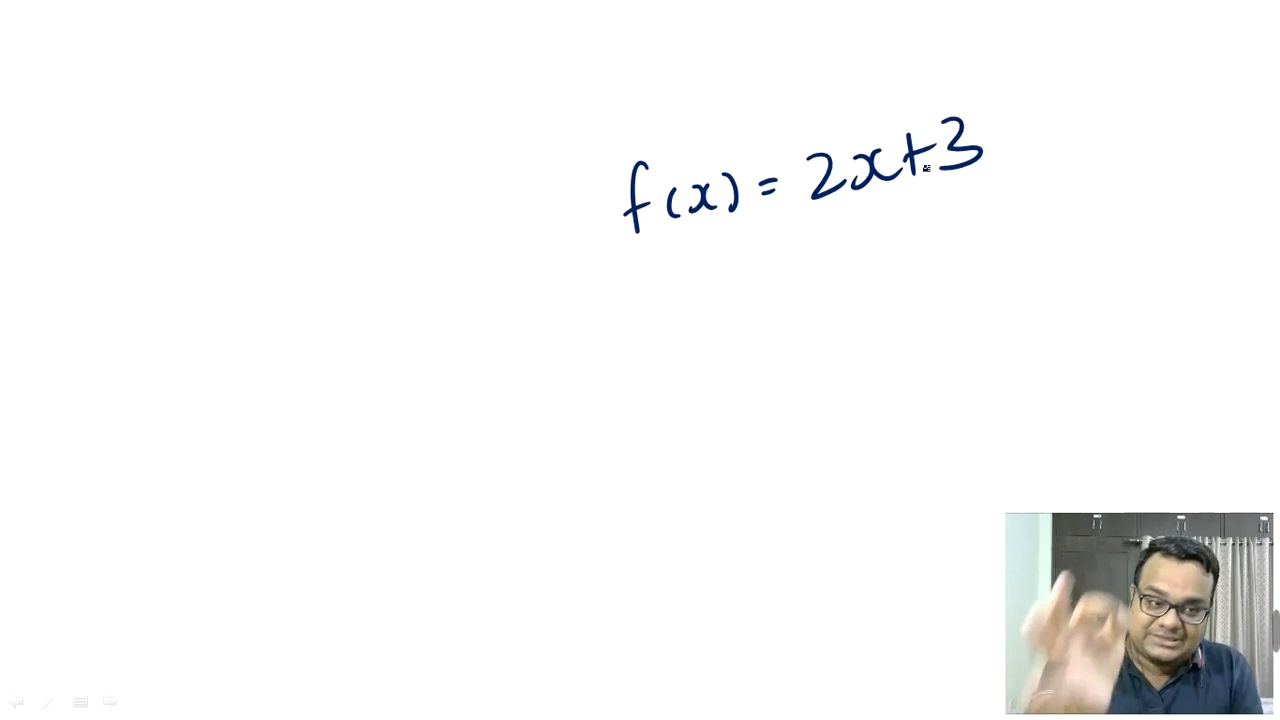 f(x) = 2x+3